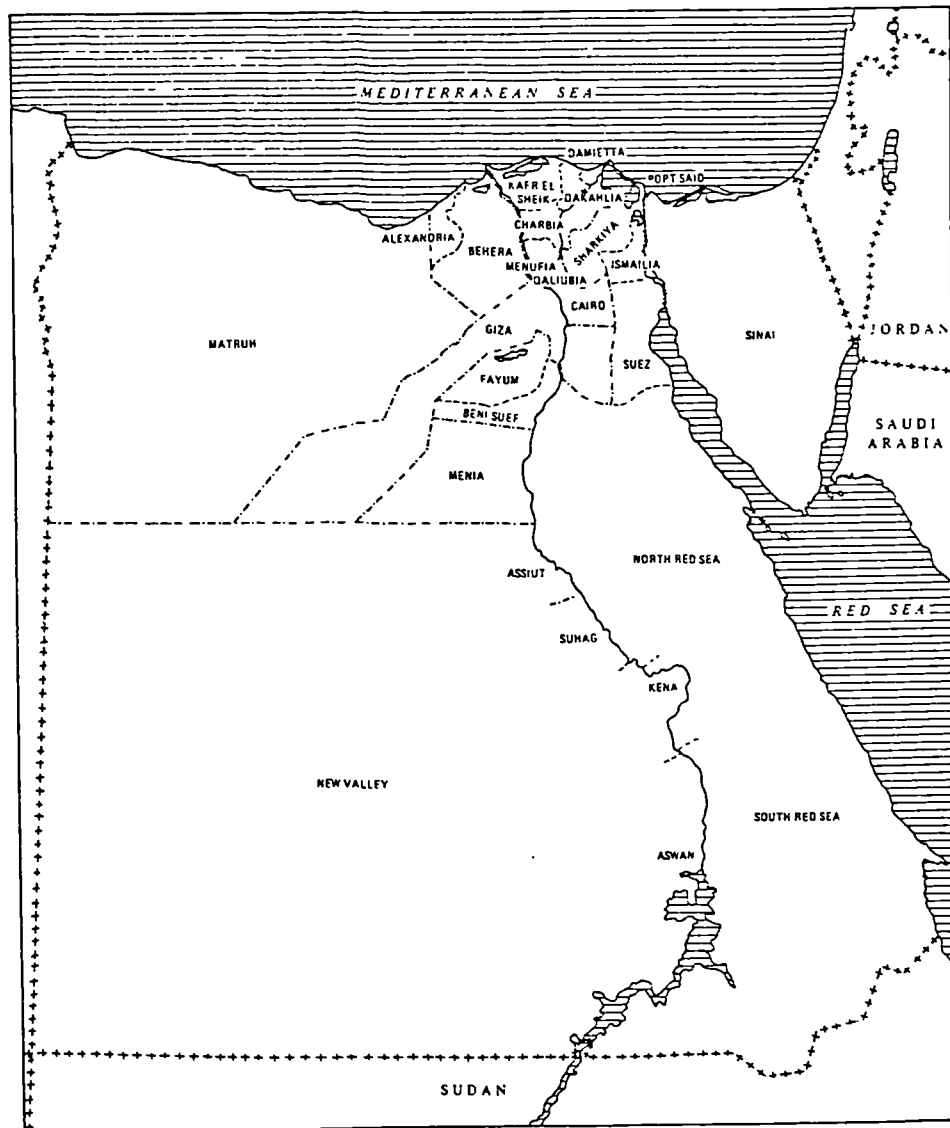 MEDITERRANEAN SEA
DAMIETTA
PORT SAID
KAFR EL
SHEIK
DAKAHLIA
CHARBIA
SHARKIYA
ALEXANDRIA
BEHERA
MENUFIA
ISMAILIA
QALIUBIA
CAIRO
GIZA
MATRUH
SINAI
JORDAN
SUEZ
FAYUM
BENI SUEF
SAUDI
ARABIA
MENIA
NORTH RED SEA
ASSIUT
RED SEA
SUHAG
KENA
NEW VALLEY
SOUTH RED SEA
ASWAN
SUDAN